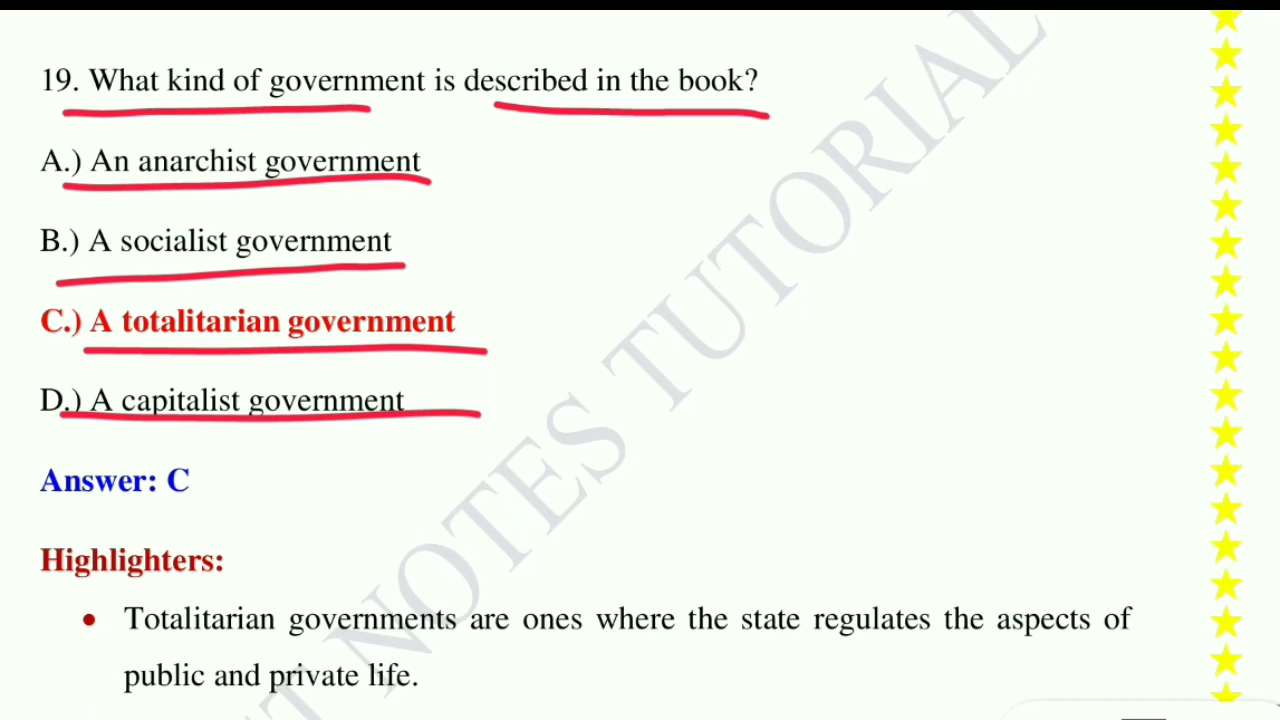 19. What kind of government is described in the book?
A.) An anarchist government
B.) A socialist government
C.) A totalitarian government
D.) A capitalist government
Answer: C
Highlighters:
• Totalitarian governments are ones where the state regulates the aspects of
public and private life.
NOTES TUTORIAL